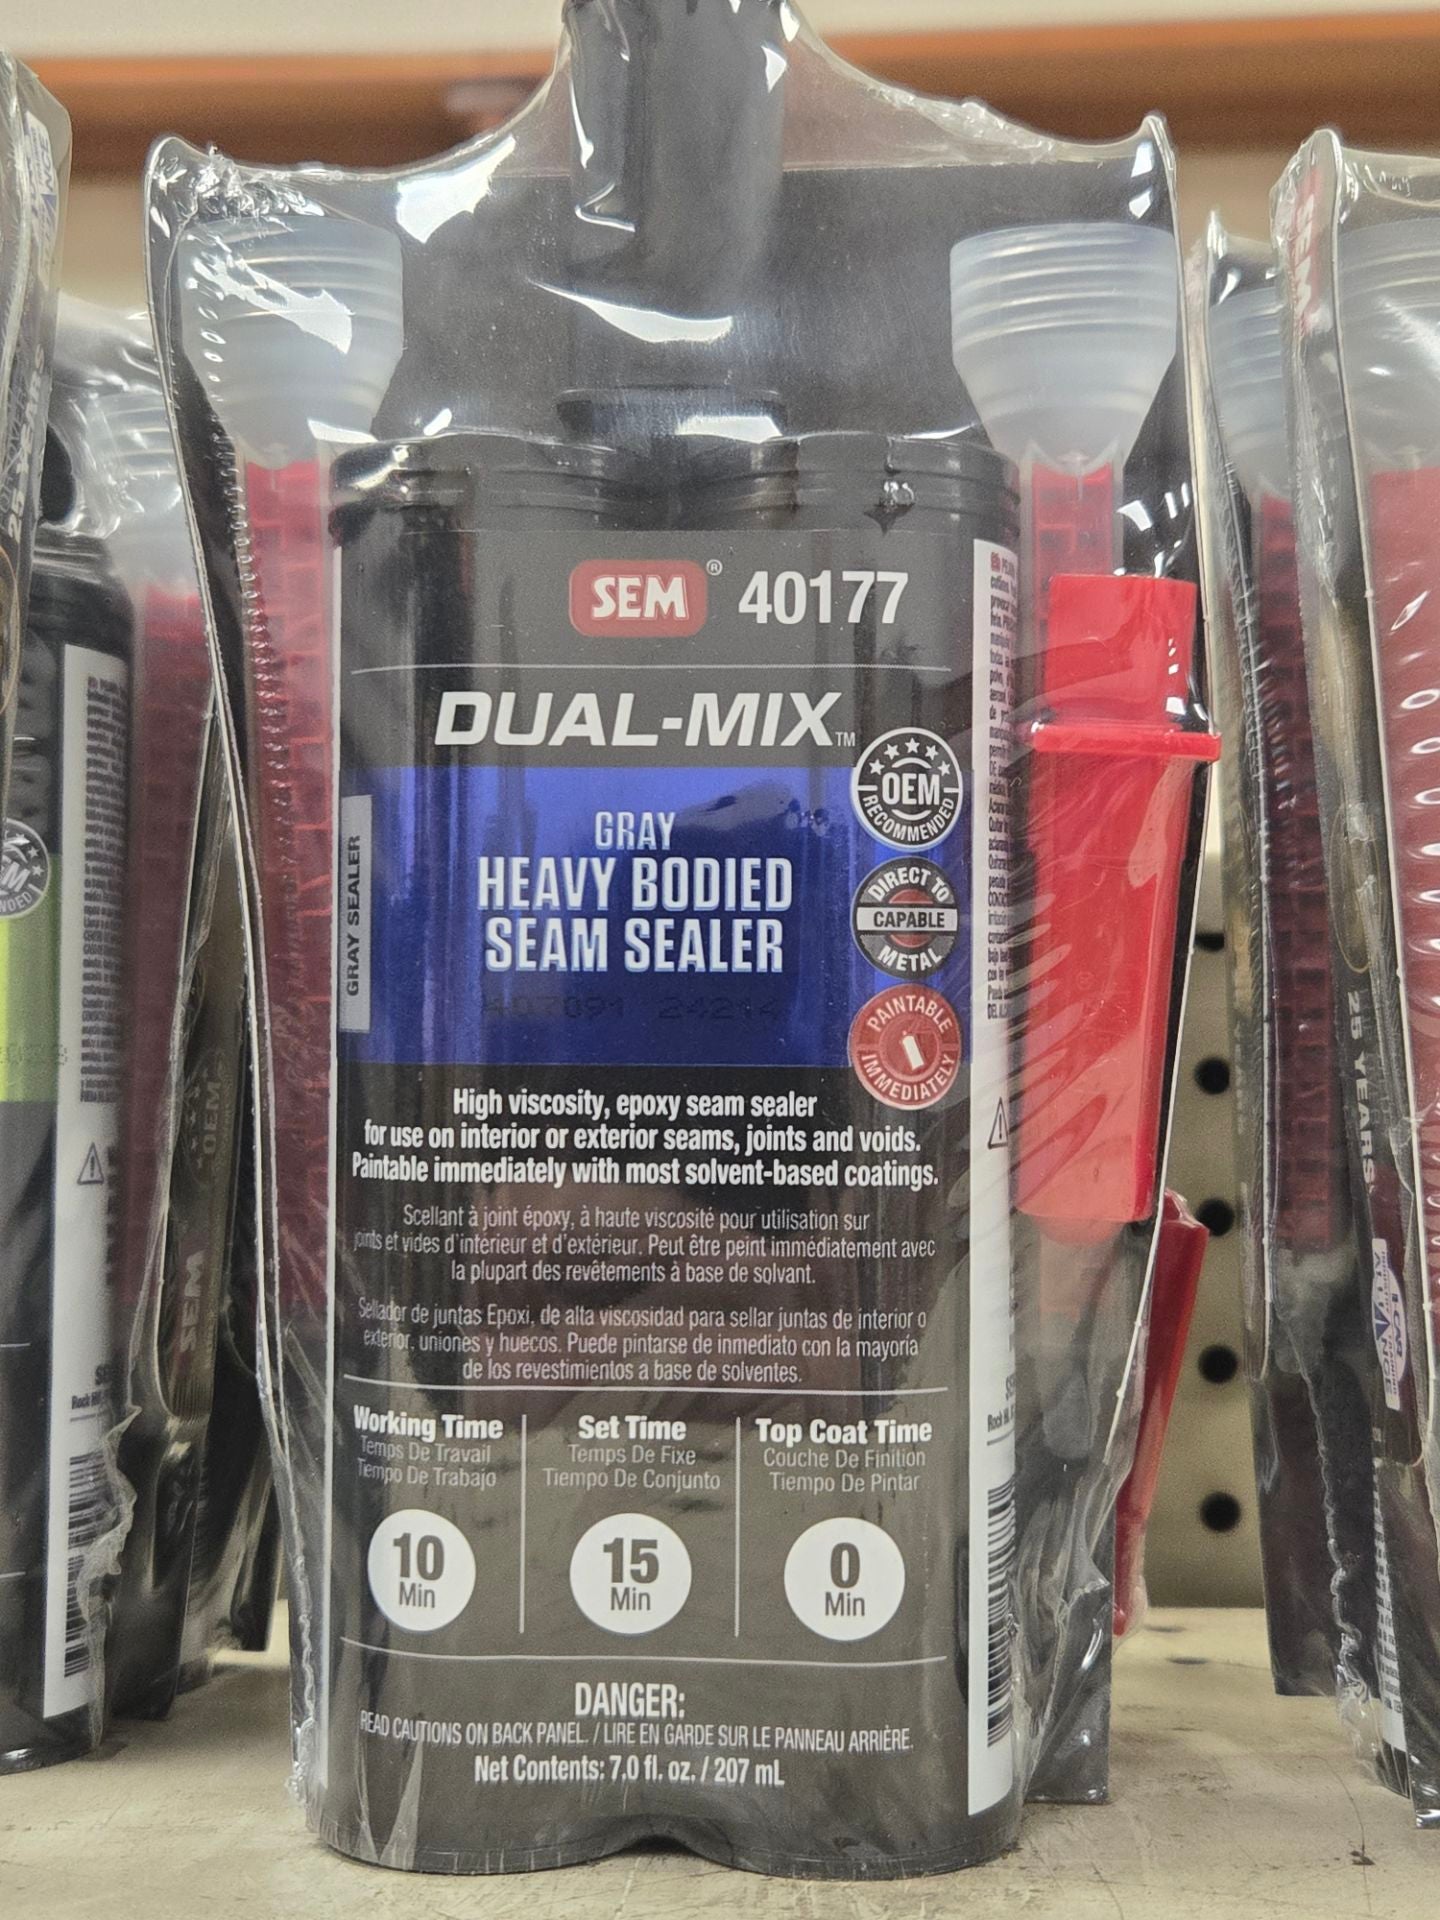 SEM® 40177
DUAL-MIX™
OEM
RECOMMENDED
GRAY
HEAVY BODIED
SEAM SEALER
GRAY SEALER
DIRECT TO
CAPABLE
METAL
PAINTABLE
IMMEDIATELY
High viscosity, epoxy seam sealer
for use on interior or exterior seams, joints and voids.
Paintable immediately with most solvent-based coatings.
Scellant à joint époxy, à haute viscosité pour utilisation sur
joints et vides d'intérieur et d'extérieur. Peut être peint immédiatement avec
la plupart des revêtements à base de solvant.
Sellador de juntas Epoxi, de alta viscosidad para sellar juntas de interior o
exterior, uniones y huecos. Puede pintarse de inmediato con la mayoría
de los revestimientos a base de solventes.
Working Time
Temps De Travail
Tiempo De Trabajo
10
Min
Set Time
Temps De Fixe
Tiempo De Conjunto
15
Min
Top Coat Time
Couche De Finition
Tiempo De Pintar
0
Min
DANGER:
READ CAUTIONS ON BACK PANEL. / LIRE EN GARDE SUR LE PANNEAU ARRIÈRE.
Net Contents: 7.0 fl. oz. / 207 mL
SEM
OEM
25 YEARS
SEM
25 YEARS